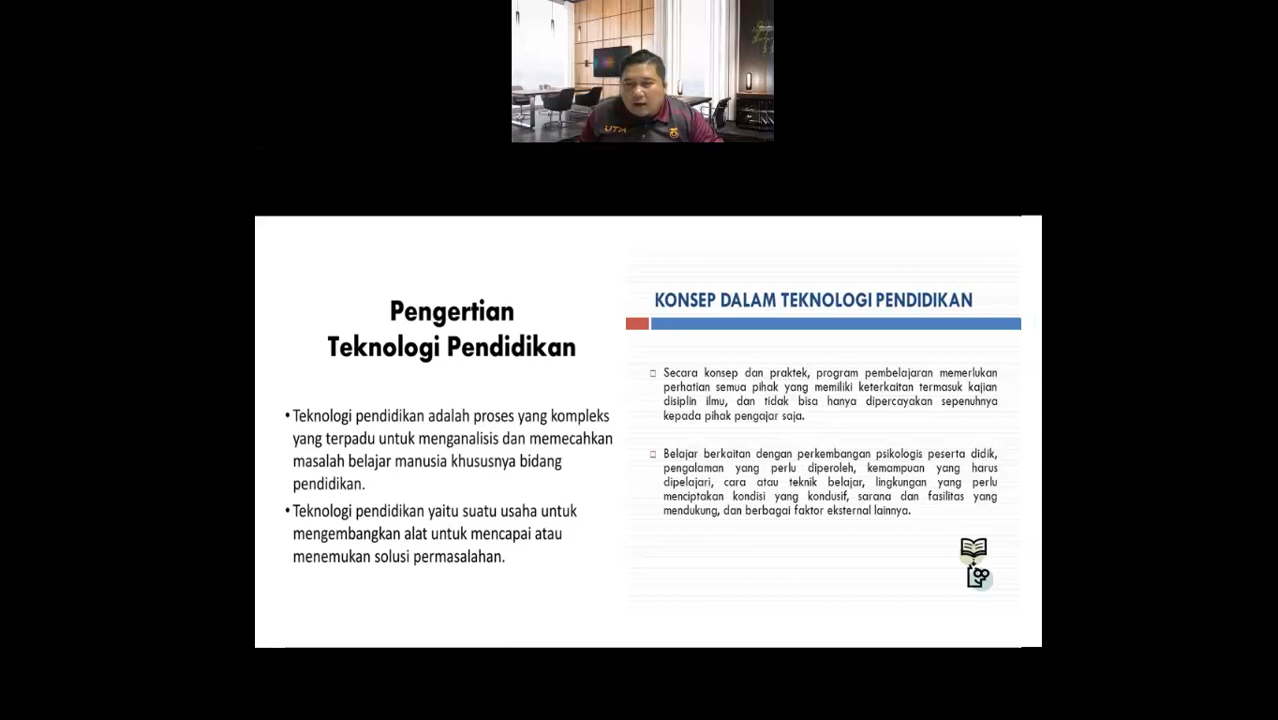 UTM
Pengertian
Teknologi Pendidikan
• Teknologi pendidikan adalah proses yang kompleks
yang terpadu untuk menganalisis dan memecahkan
masalah belajar manusia khususnya bidang
pendidikan.
• Teknologi pendidikan yaitu suatu usaha untuk
mengembangkan alat untuk mencapai atau
menemukan solusi permasalahan.
KONSEP DALAM TEKNOLOGI PENDIDIKAN
Secara konsep dan praktek, program pembelajaran memerlukan
perhatian semua pihak yang memiliki keterkaitan termasuk kajian
disiplin ilmu, dan tidak bisa hanya dipercayakan sepenuhnya
kepada pihak pengajar saja.
Belajar berkaitan dengan perkembangan psikologis peserta didik,
pengalaman yang perlu diperoleh, kemampuan yang harus
dipelajari, cara atau teknik belajar, lingkungan yang perlu
menciptakan kondisi yang kondusif, sarana dan fasilitas yang
mendukung, dan berbagai faktor eksternal lainnya.